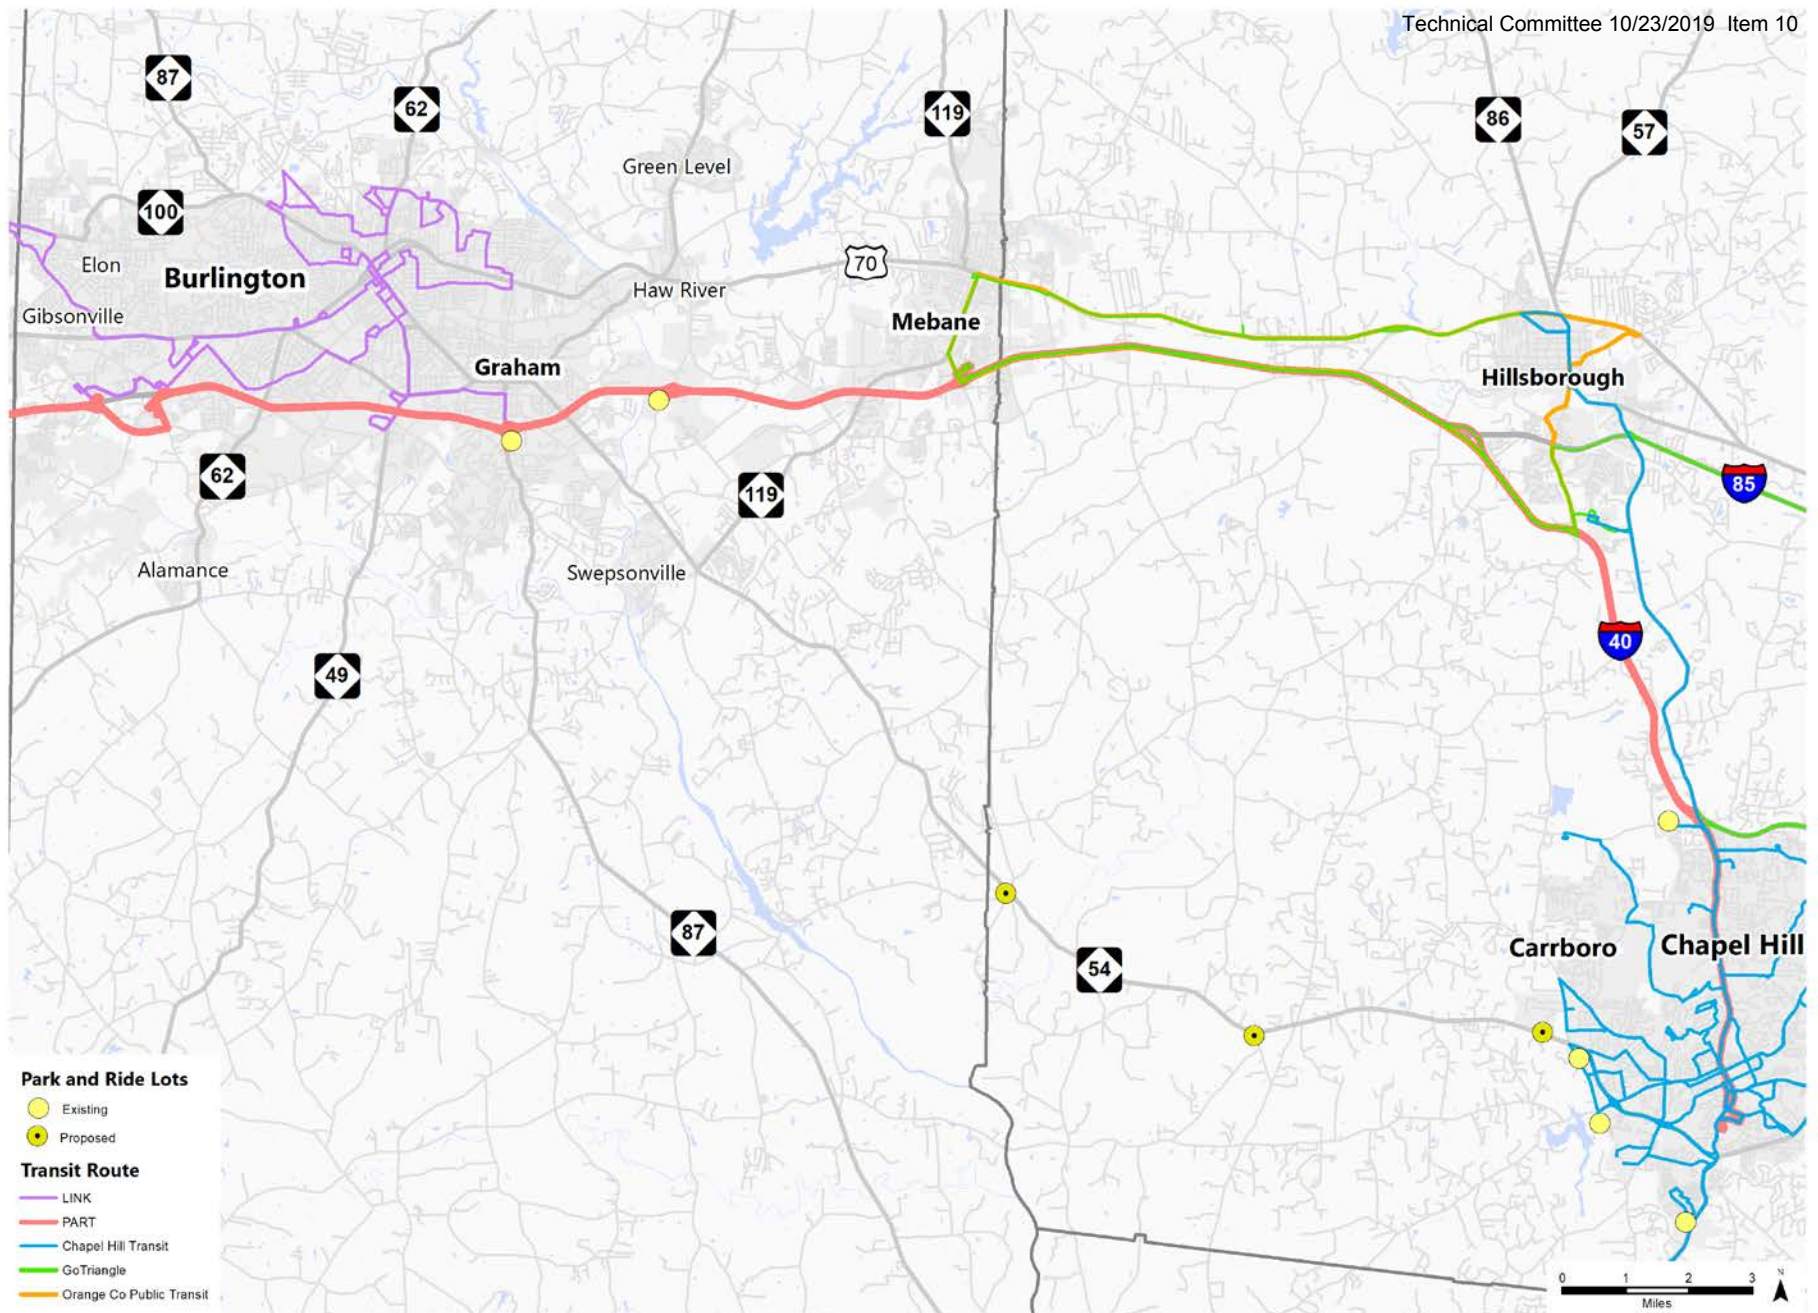 Technical Committee 10/23/2019 Item 10
87
62
119
86
57
Green Level
100
Elon
Burlington
70
Haw River
Gibsonville
Mebane
Graham
Hillsborough
62
119
85
Alamance
Swepsonville
40
49
87
54
Carrboro
Chapel Hill
Park and Ride Lots
Existing
Proposed
Transit Route
LINK
PART
Chapel Hill Transit
GoTriangle
Orange Co Public Transit
0 1 2 3
Miles
N